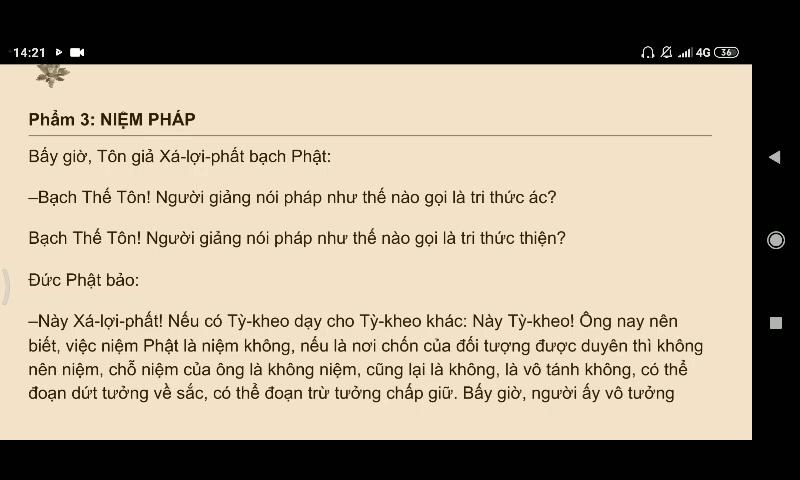 14:21
4G 36
Phẩm 3: NIỆM PHÁP
Bấy giờ, Tôn giả Xá-lợi-phất bạch Phật:
–Bạch Thế Tôn! Người giảng nói pháp như thế nào gọi là tri thức ác?
Bạch Thế Tôn! Người giảng nói pháp như thế nào gọi là tri thức thiện?
Đức Phật bảo:
–Này Xá-lợi-phất! Nếu có Tỳ-kheo dạy cho Tỳ-kheo khác: Này Tỳ-kheo! Ông nay nên
biết, việc niệm Phật là niệm không, nếu là nơi chốn của đối tượng được duyên thì không
nên niệm, chỗ niệm của ông là không niệm, cũng lại là không, là vô tánh không, có thể
đoạn dứt tưởng về sắc, có thể đoạn trừ tưởng chấp giữ. Bấy giờ, người ấy vô tưởng